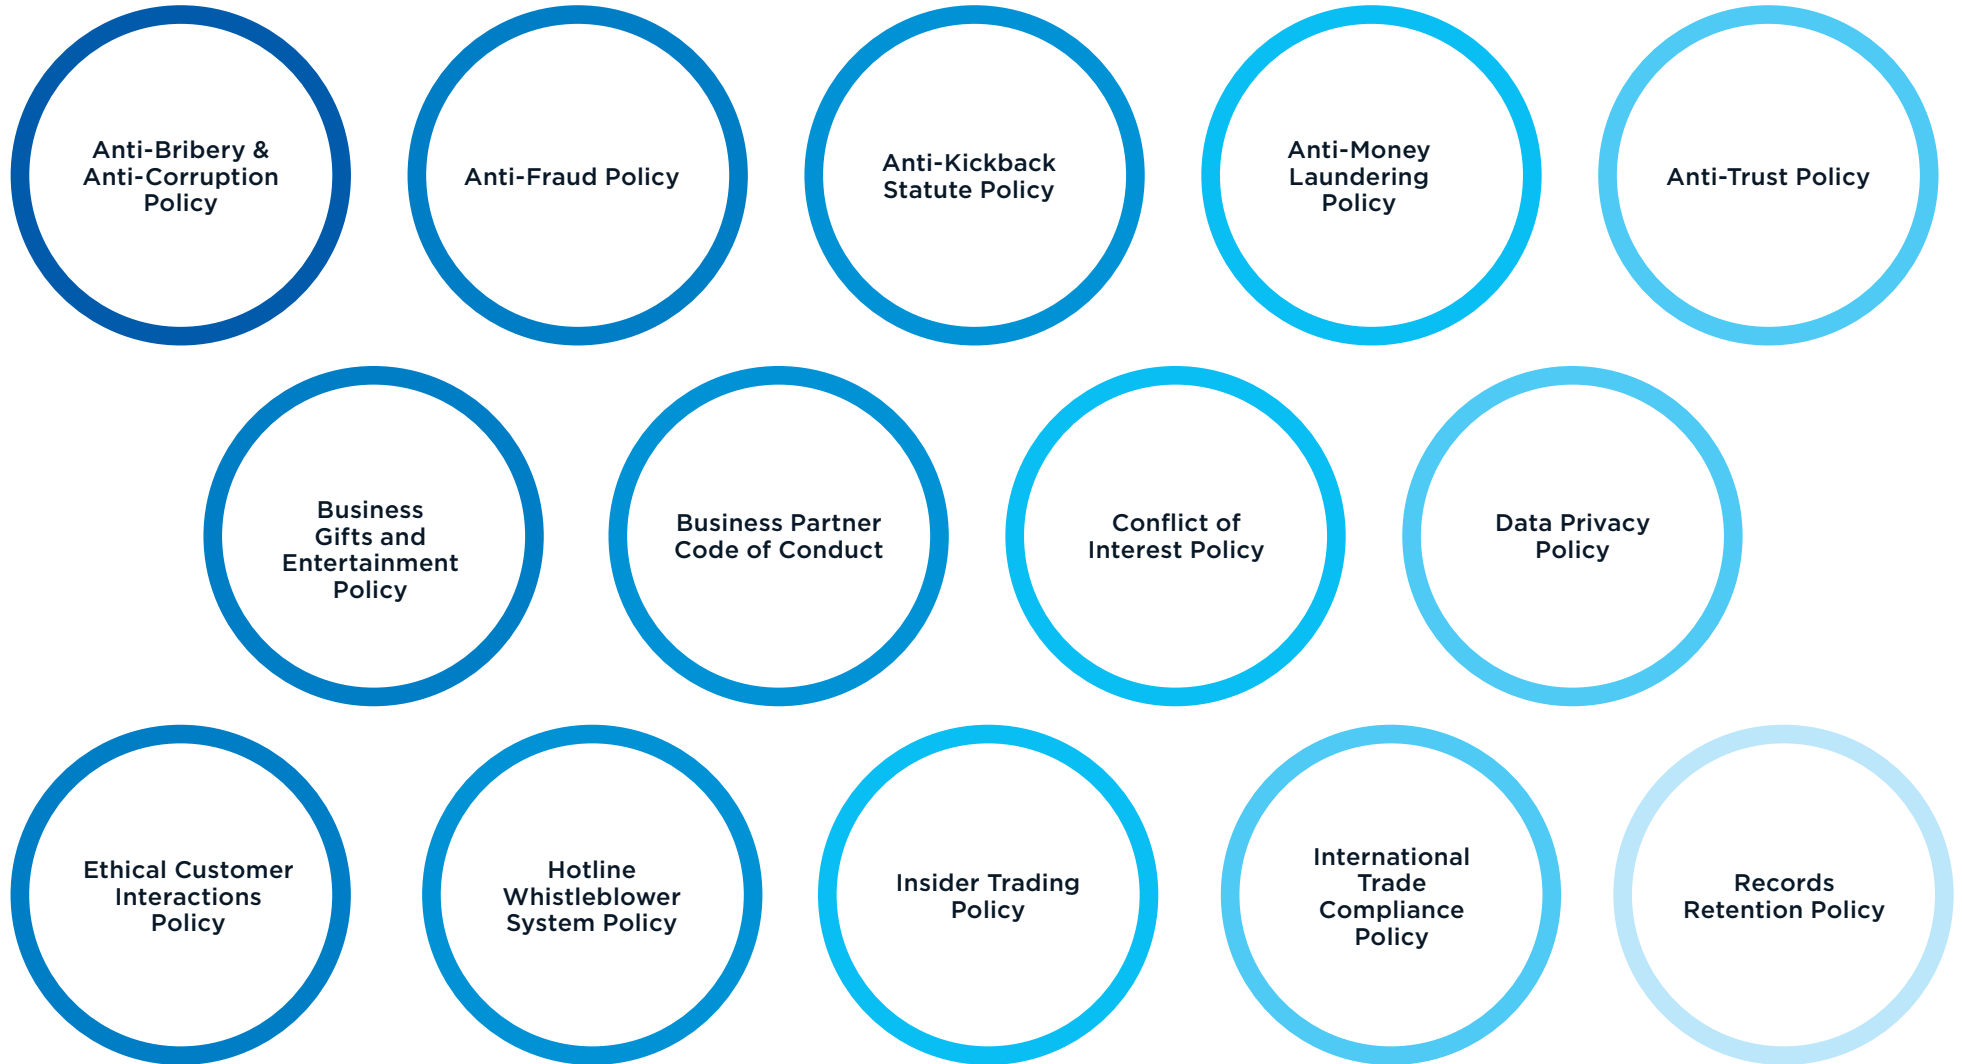 Anti-Bribery &
Anti-Corruption
Policy
Anti-Fraud Policy
Anti-Kickback
Statute Policy
Anti-Money
Laundering
Policy
Anti-Trust Policy
Business
Gifts and
Entertainment
Policy
Business Partner
Code of Conduct
Conflict of
Interest Policy
Data Privacy
Policy
Ethical Customer
Interactions
Policy
Hotline
Whistleblower
System Policy
Insider Trading
Policy
International
Trade
Compliance
Policy
Records
Retention Policy